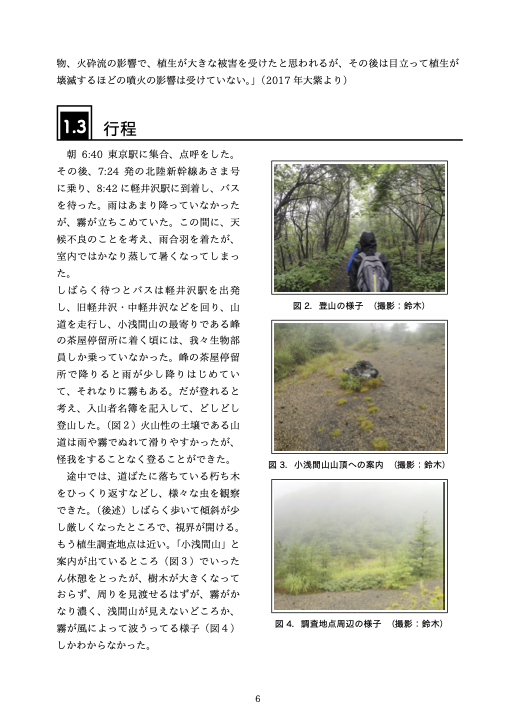 物、火砕流の影響で、植生が大きな被害を受けたと思われるが、その後は目立って植生が
壊滅するほどの噴火の影響は受けていない。」（2017 年大紫より）
1.3 行程
朝 6:40 東京駅に集合、点呼をした。
その後、7:24 発の北陸新幹線あさま号
に乗り、8:42 に軽井沢駅に到着し、バス
を待った。雨はあまり降っていなかった
が、霧が立ちこめていた。この間に、天
候不良のことを考え、雨合羽を着たが、
室内ではかなり蒸して暑くなってしまっ
た。
しばらく待つとバスは軽井沢駅を出発
し、旧軽井沢・中軽井沢などを回り、山
道を走行し、小浅間山の最寄りである峰
の茶屋停留所に着く頃には、我々生物部
員しか乗っていなかった。峰の茶屋停留
所で降りると雨が少し降りはじめてい
て、それなりに霧もある。だが登れると
考え、入山者名簿を記入して、どしどし
登山した。（図２）火山性の土壌である山
道は雨や霧でぬれて滑りやすかったが、
怪我をすることなく登ることができた。
途中では、道ばたに落ちている朽ち木
をひっくり返すなどし、様々な虫を観察
できた。（後述）しばらく歩いて傾斜が少
し厳しくなったところで、視界が開ける。
もう植生調査地点は近い。「小浅間山」と
案内が出ているところ（図３）でいった
ん休憩をとったが、樹木が大きくなって
おらず、周りを見渡せるはずが、霧がか
なり濃く、浅間山が見えないどころか、
霧が風によって波うってる様子（図４）
しかわからなかった。
図 2. 登山の様子 （撮影：鈴木）
図 3. 小浅間山山頂への案内 （撮影：鈴木）
図 4. 調査地点周辺の様子 （撮影：鈴木）
6